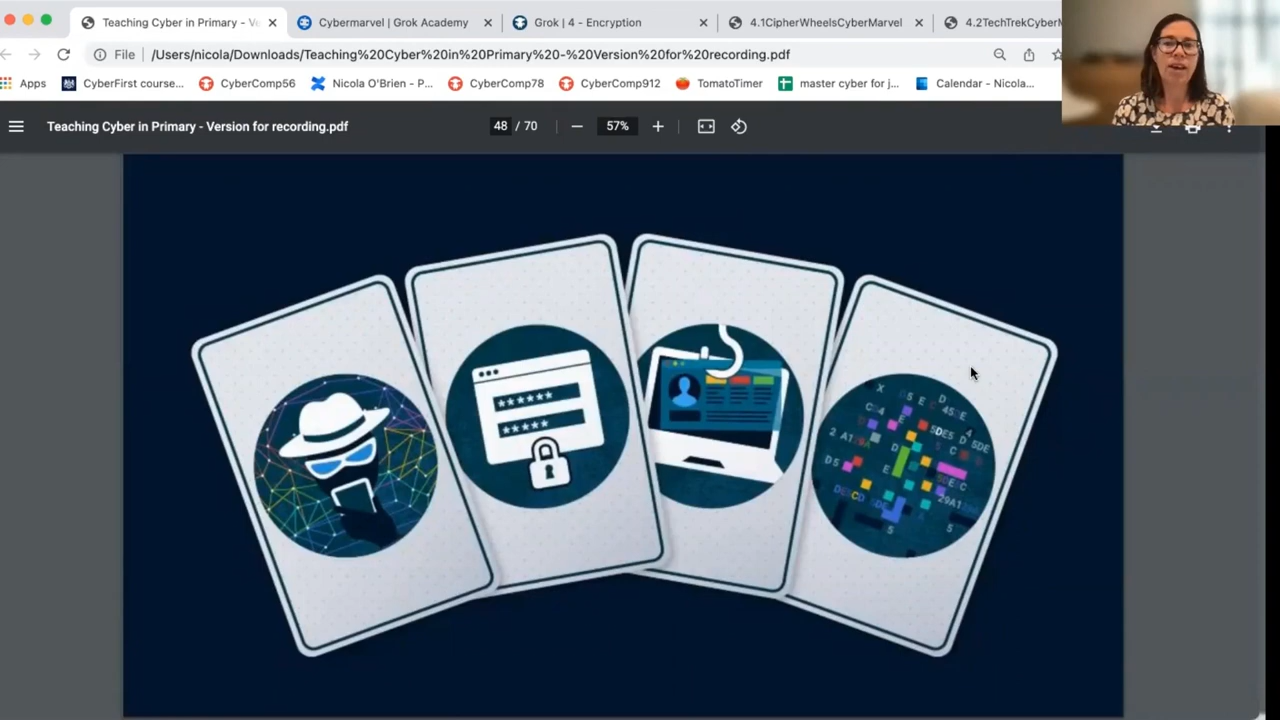 Teaching Cyber in Primary - Ve
Cybermarvel | Grok Academy
Grok | 4 - Encryption
4.1CipherWheelsCyberMarvel
4.2TechTrekCyberM
File
/Users/nicola/Downloads/Teaching%20Cyber%20in%20Primary%20-%20Version%20for%20recording.pdf
Apps
CyberFirst course...
CyberComp56
Nicola O'Brien - P...
CyberComp78
CyberComp912
TomatoTimer
master cyber for j...
Calendar - Nicola...
Teaching Cyber in Primary - Version for recording.pdf
48 / 70
57%
******
*****